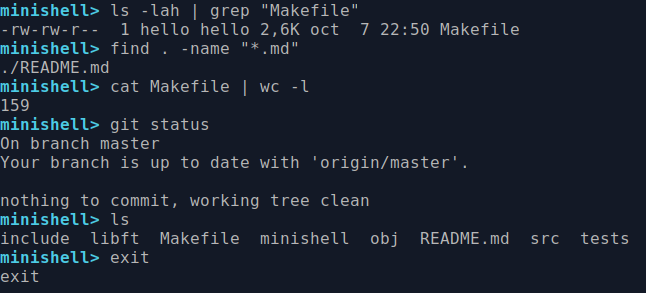 minishell> ls -lah | grep "Makefile"
-rw-rw-r--  1 hello hello 2,6K oct  7 22:50 Makefile
minishell> find . -name "*.md"
./README.md
minishell> cat Makefile | wc -l
159
minishell> git status
On branch master
Your branch is up to date with 'origin/master'.

nothing to commit, working tree clean
minishell> ls
include  libft  Makefile  minishell  obj  README.md  src  tests
minishell> exit
exit